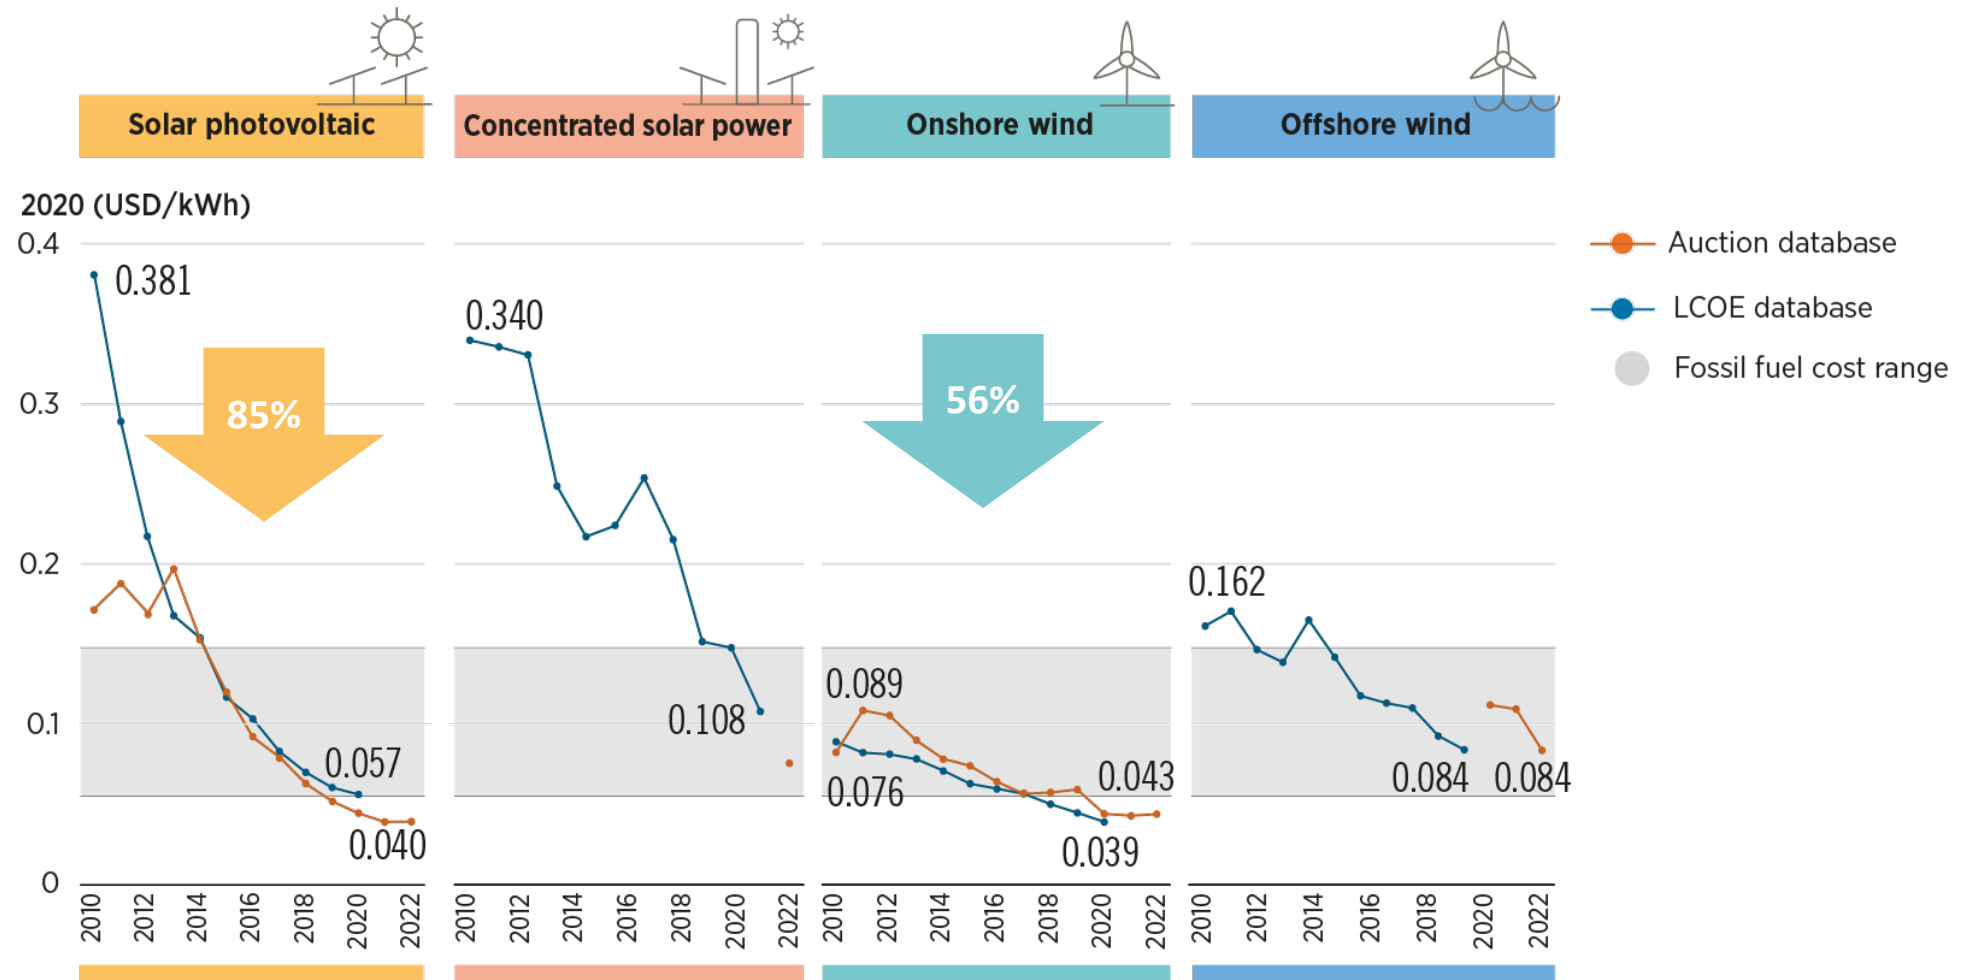 Solar photovoltaic
Concentrated solar power
Onshore wind
Offshore wind
2020 (USD/kWh)
0.4
0.3
0.2
0.1
0
0.381
85%
0.057
0.040
0.340
0.108
56%
0.089
0.076
0.043
0.039
0.162
0.084
0.084
Auction database
LCOE database
Fossil fuel cost range
2010 2012 2014 2016 2018 2020 2022
2010 2012 2014 2016 2018 2020 2022
2010 2012 2014 2016 2018 2020 2022
2010 2012 2014 2016 2018 2020 2022